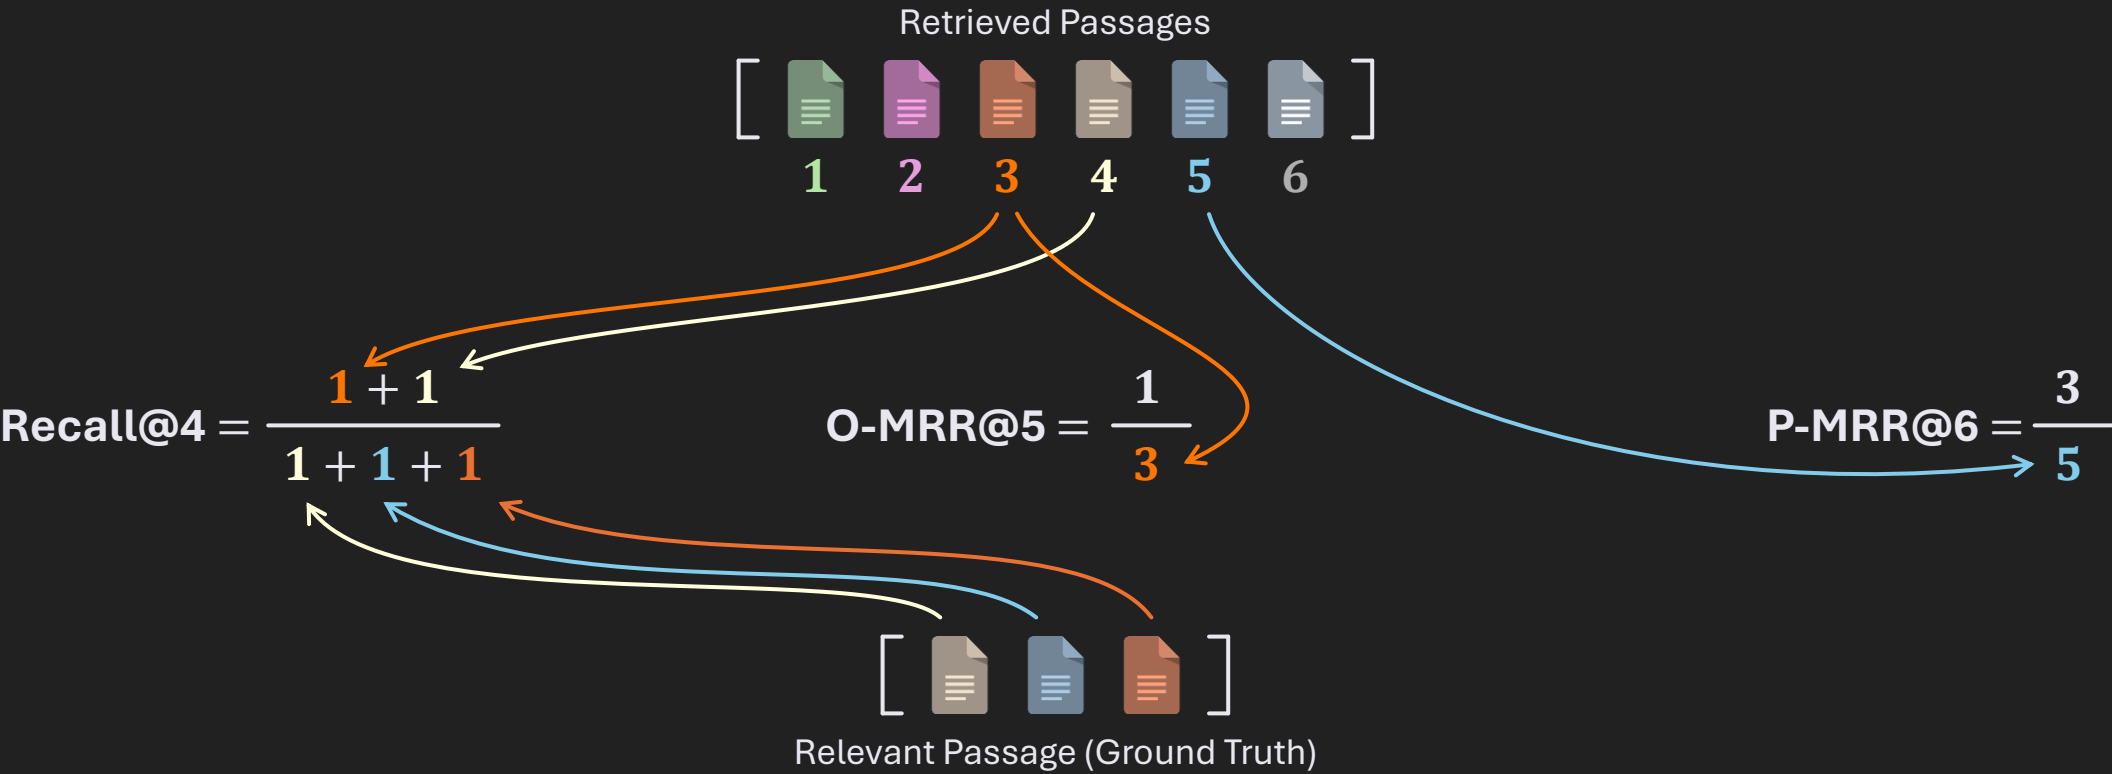 Retrieved Passages
[ ]
1 2 3 4 5 6
Recall@4 = 1 + 1 / 1 + 1 + 1
O-MRR@5 = 1 / 3
P-MRR@6 = 3 / 5
[ ]
Relevant Passage (Ground Truth)